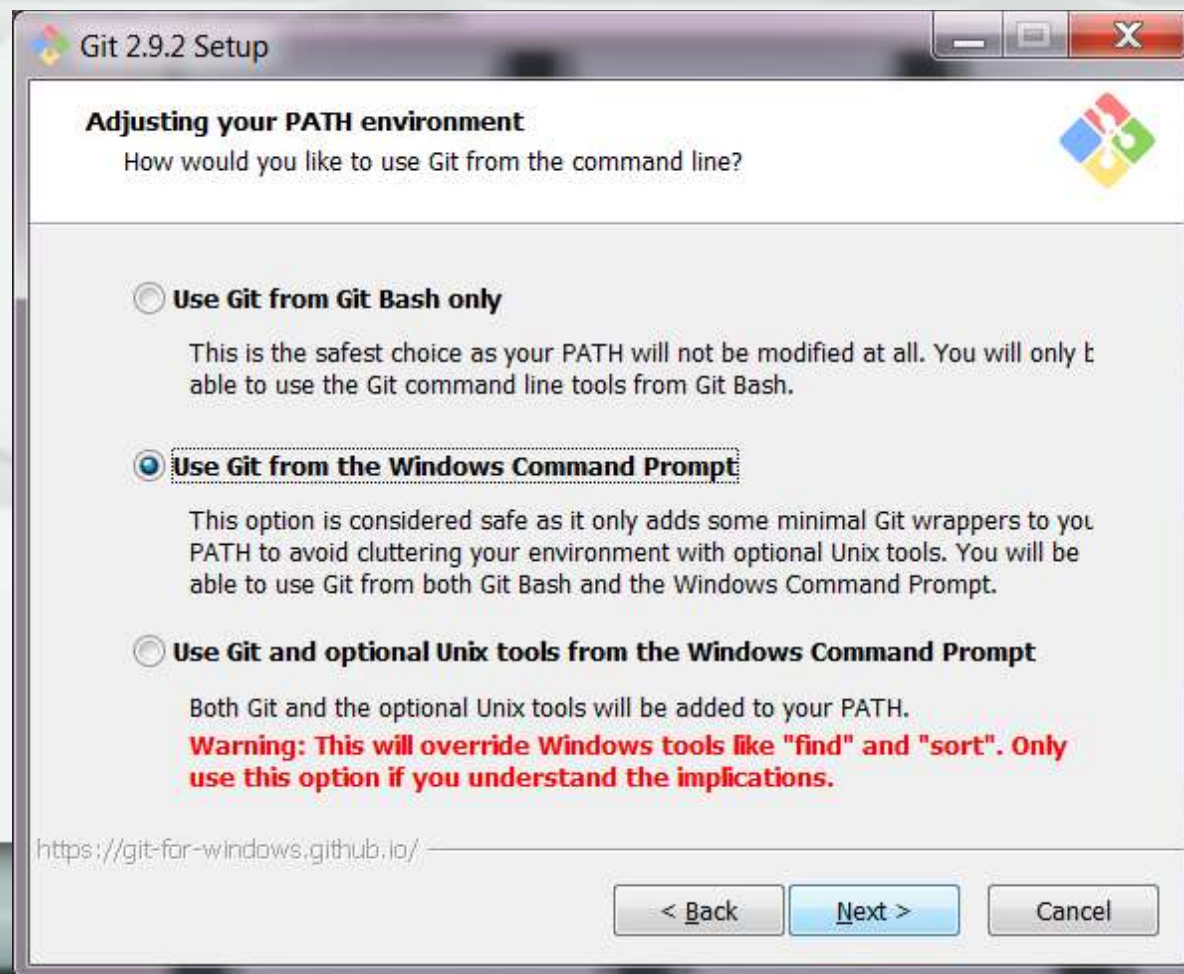 Git 2.9.2 Setup
Adjusting your PATH environment
How would you like to use Git from the command line?
Use Git from Git Bash only
This is the safest choice as your PATH will not be modified at all. You will only b
able to use the Git command line tools from Git Bash.
Use Git from the Windows Command Prompt
This option is considered safe as it only adds some minimal Git wrappers to you
PATH to avoid cluttering your environment with optional Unix tools. You will be
able to use Git from both Git Bash and the Windows Command Prompt.
Use Git and optional Unix tools from the Windows Command Prompt
Both Git and the optional Unix tools will be added to your PATH.
Warning: This will override Windows tools like "find" and "sort". Only
use this option if you understand the implications.
https://git-for-windows.github.io/
< Back Next > Cancel